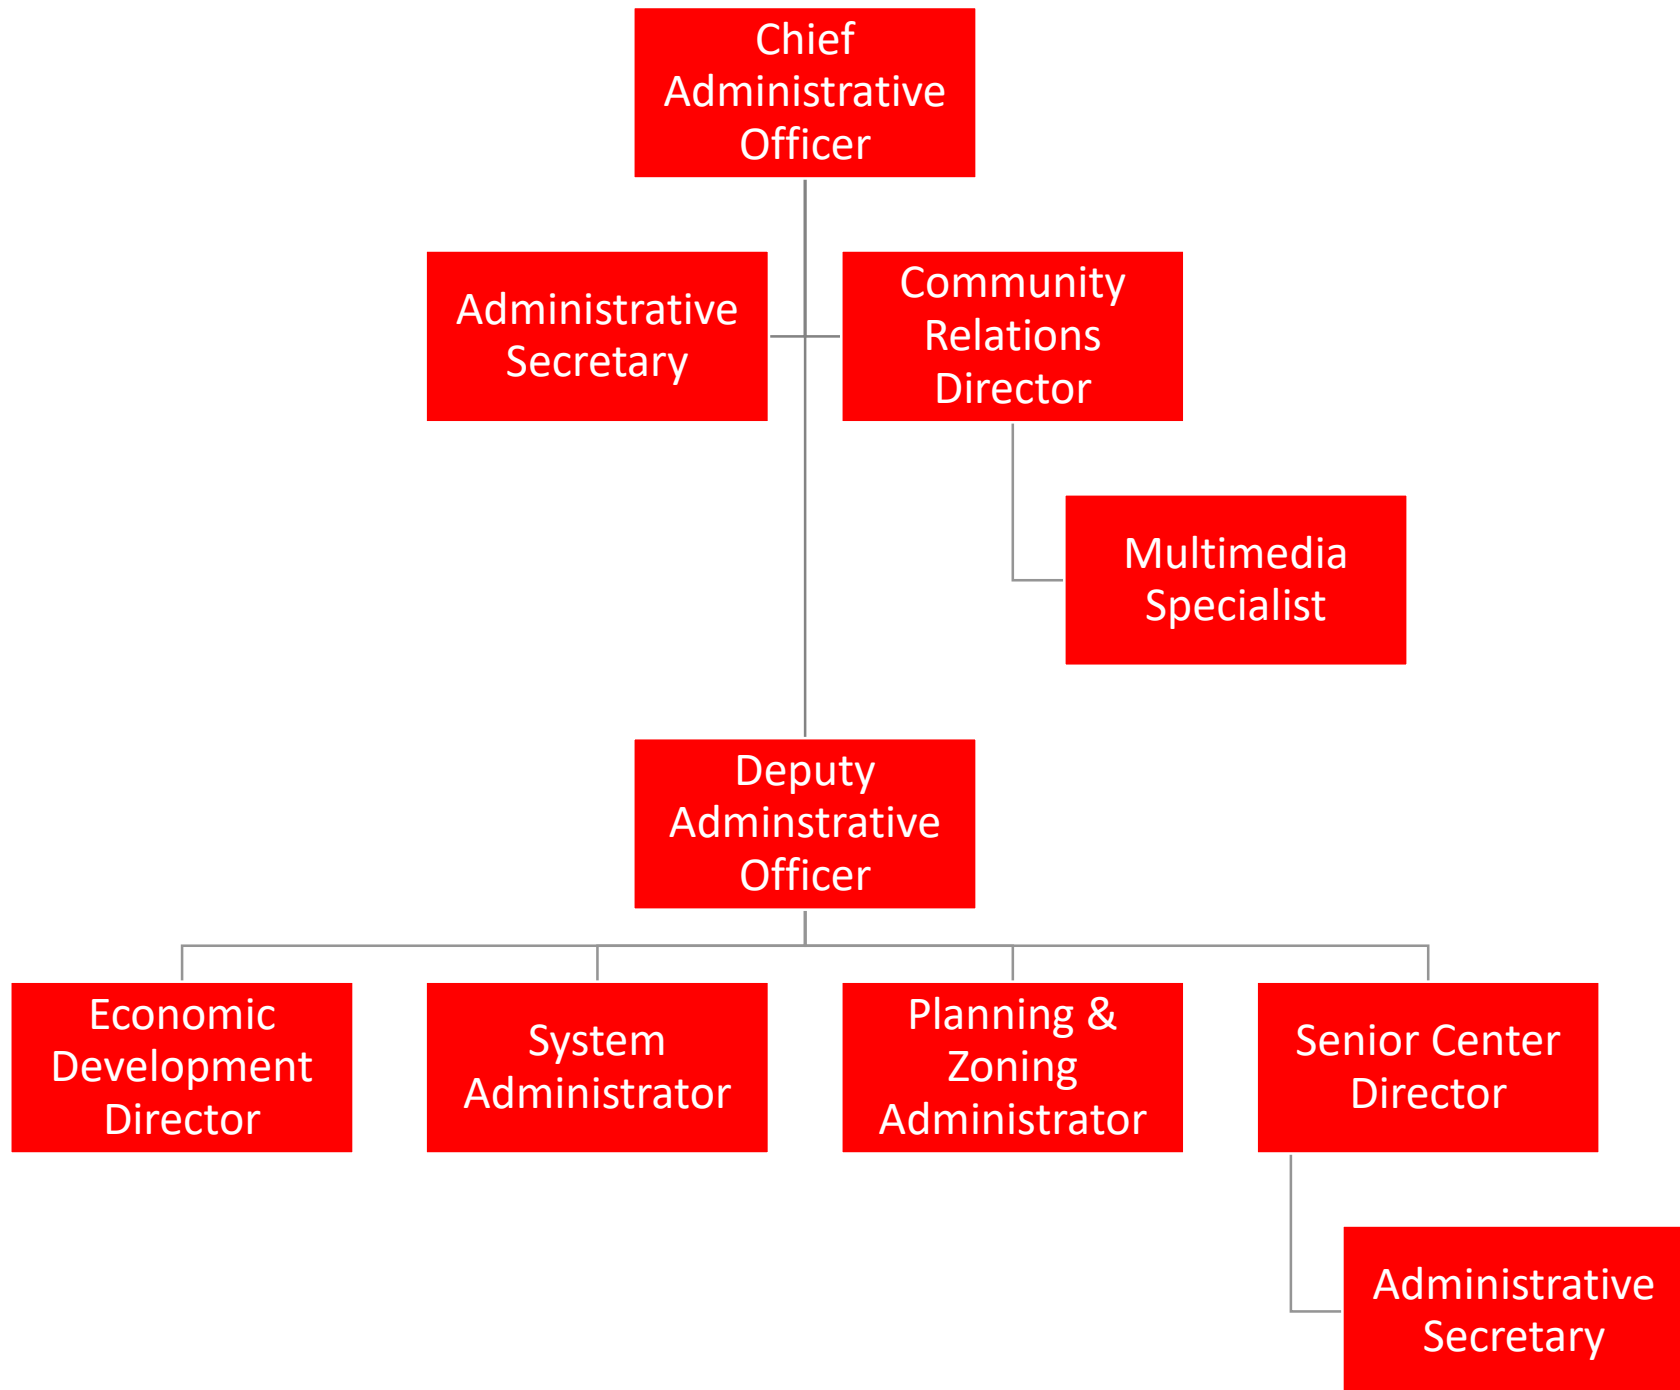 Chief
Administrative
Officer
Administrative
Secretary
Community
Relations
Director
Multimedia
Specialist
Deputy
Adminstrative
Officer
Economic
Development
Director
System
Administrator
Planning &
Zoning
Administrator
Senior Center
Director
Administrative
Secretary